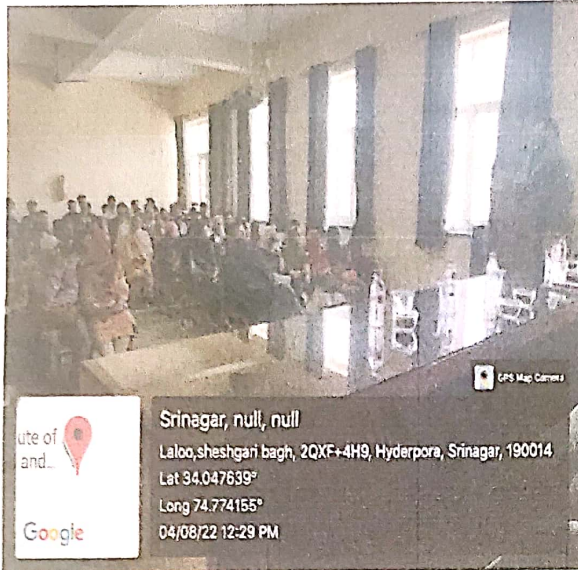 GPS Map Camera
ute of
and...
Google
Srinagar, null, null
Laloo,sheshgari bagh, 2QXF+4H9, Hyderpora, Srinagar, 190014
Lat 34.047639°
Long 74.774155°
04/08/22 12:29 PM